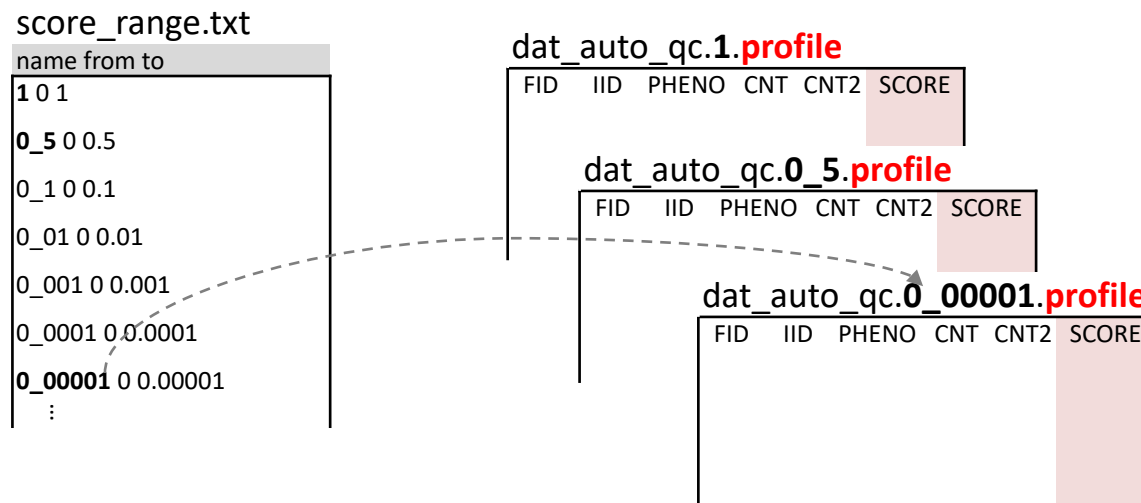 score_range.txt
name from to
1 0 1
0_5 0 0.5
0_1 0 0.1
0_01 0 0.01
0_001 0 0.001
0_0001 0 0.0001
0_00001 0 0.00001
⋮
dat_auto_qc.1.profile
FID IID PHENO CNT CNT2 SCORE
dat_auto_qc.0_5.profile
FID IID PHENO CNT CNT2 SCORE
dat_auto_qc.0_00001.profile
FID IID PHENO CNT CNT2 SCORE